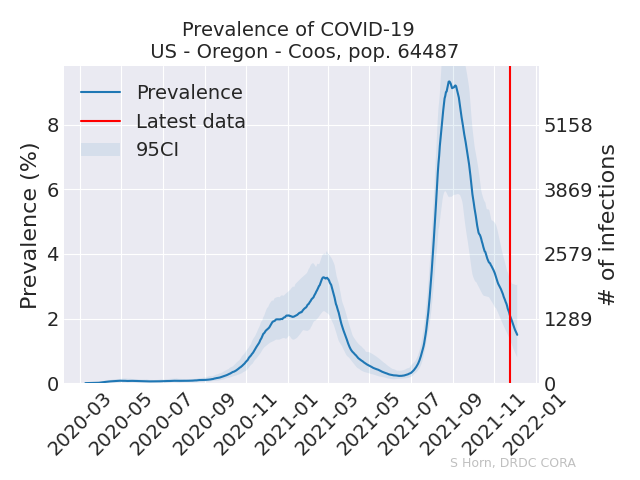 Prevalence of COVID-19
US - Oregon - Coos, pop. 64487
Prevalence
Latest data
95CI
Prevalence (%)
8
6
4
2
0
5158
3869
2579
1289
0
# of infections
2020-03
2020-05
2020-07
2020-09
2020-11
2021-01
2021-03
2021-05
2021-07
2021-09
2021-11
2022-01
S Horn, DRDC CORA